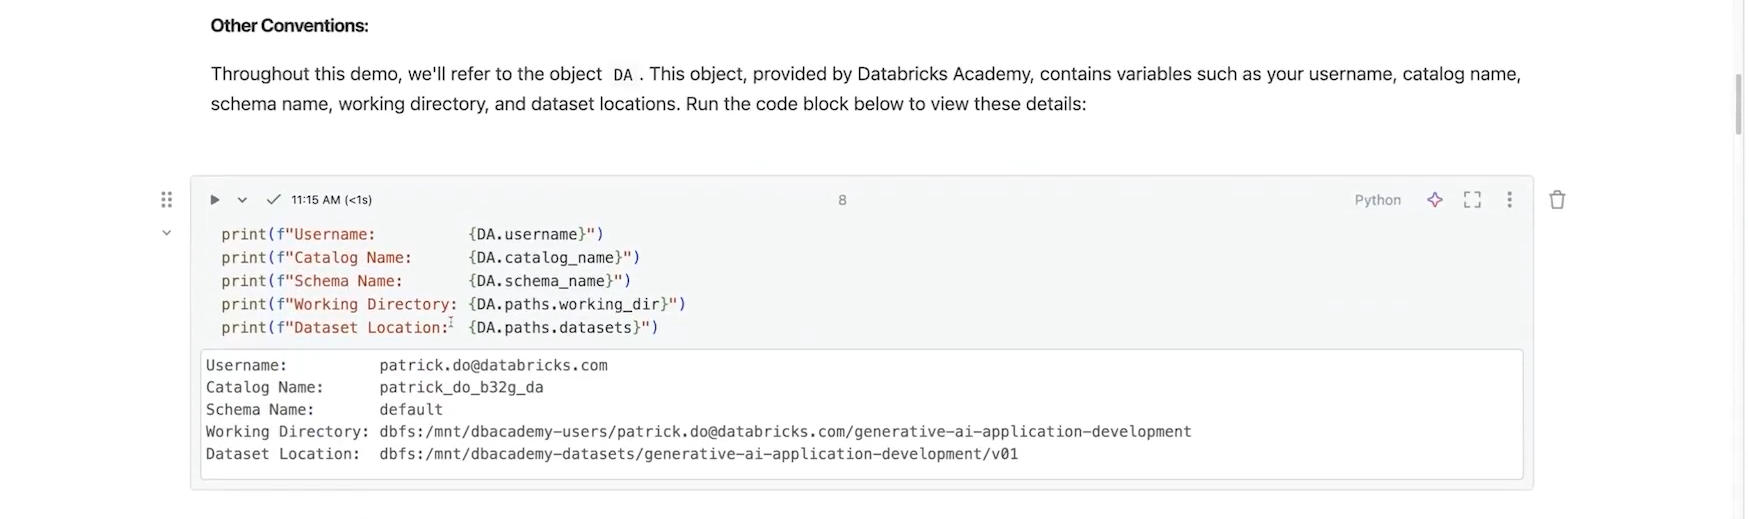 Other Conventions:
Throughout this demo, we'll refer to the object DA . This object, provided by Databricks Academy, contains variables such as your username, catalog name,
schema name, working directory, and dataset locations. Run the code block below to view these details:
11:15 AM (<1s)
8
Python
print(f"Username:          {DA.username}")
print(f"Catalog Name:      {DA.catalog_name}")
print(f"Schema Name:       {DA.schema_name}")
print(f"Working Directory: {DA.paths.working_dir}")
print(f"Dataset Location:  {DA.paths.datasets}")
Username:          patrick.do@databricks.com
Catalog Name:      patrick_do_b32g_da
Schema Name:       default
Working Directory: dbfs:/mnt/dbacademy-users/patrick.do@databricks.com/generative-ai-application-development
Dataset Location:  dbfs:/mnt/dbacademy-datasets/generative-ai-application-development/v01